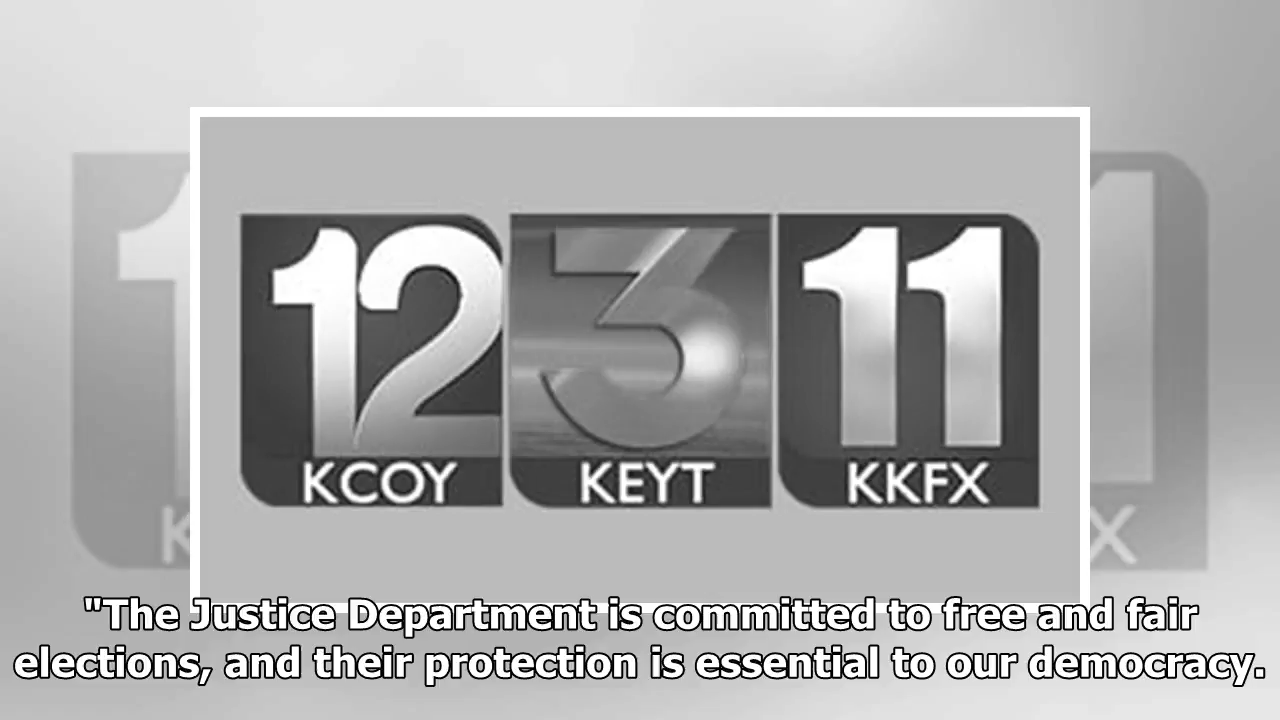 12 3 11
KCOY KEYT KKFX
"The Justice Department is committed to free and fair
elections, and their protection is essential to our democracy.